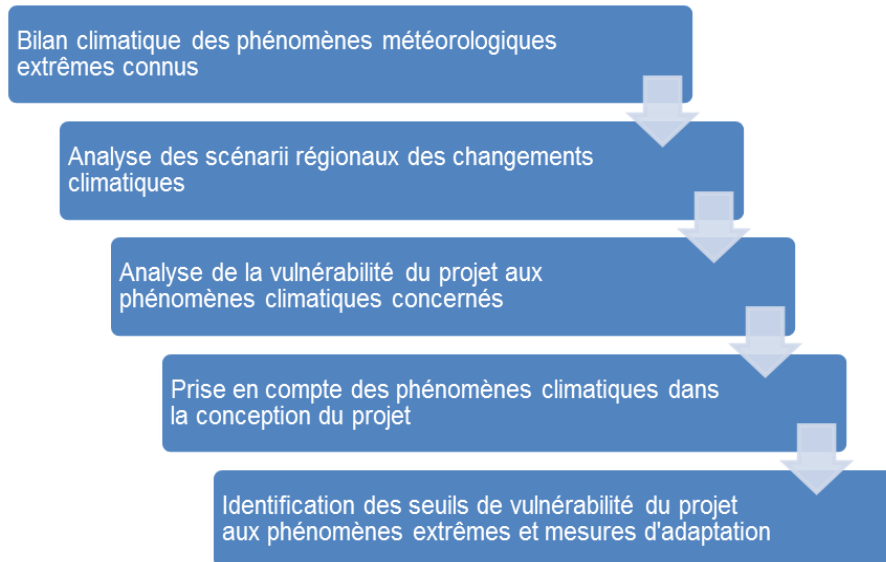 Bilan climatique des phénomènes météorologiques
extrêmes connus
Analyse des scénarii régionaux des changements
climatiques
Analyse de la vulnérabilité du projet aux
phénomènes climatiques concernés
Prise en compte des phénomènes climatiques dans
la conception du projet
Identification des seuils de vulnérabilité du projet
aux phénomènes extrêmes et mesures d'adaptation